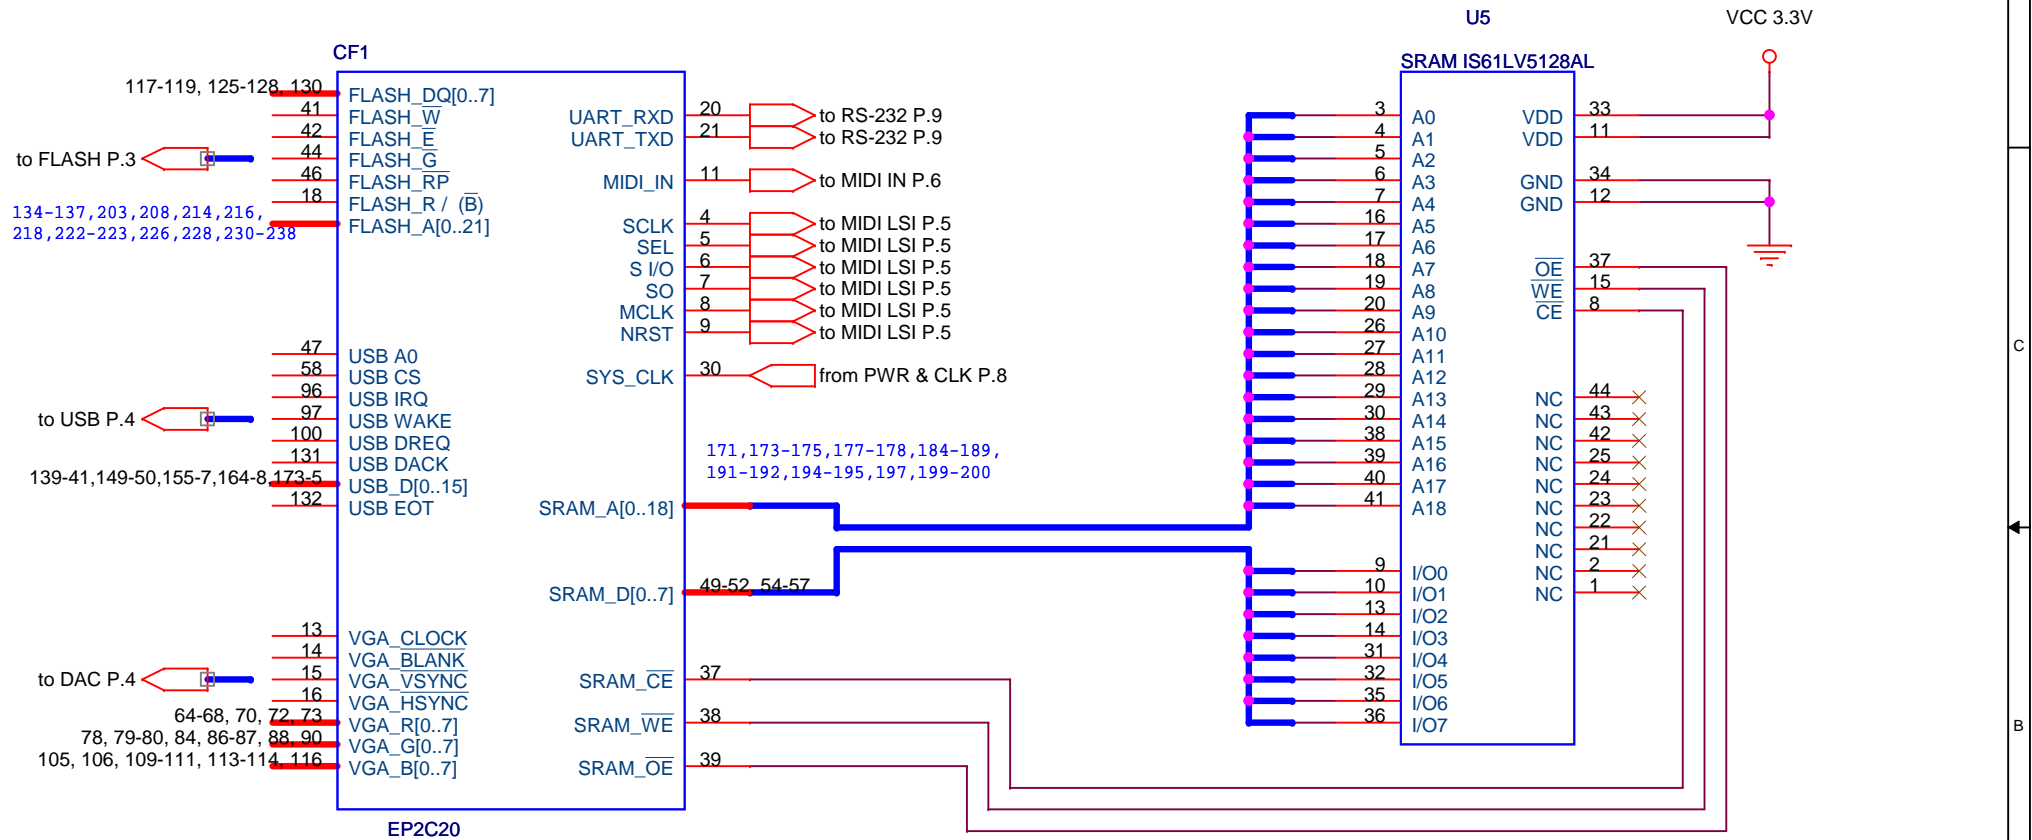 U5
VCC 3.3V
CF1
SRAM IS61LV5128AL
117-119, 125-128, 130
FLASH_DQ[0..7]
41
FLASH_W
42
FLASH_E
to FLASH P.3
44
FLASH_G
46
FLASH_RP
18
FLASH_R / (B)
134-137,203,208,214,216,
218,222-223,226,228,230-238
FLASH_A[0..21]
47
USB A0
58
USB CS
96
USB IRQ
to USB P.4
97
USB WAKE
100
USB DREQ
131
USB DACK
139-41,149-50,155-7,164-8,173-5
USB_D[0..15]
132
USB EOT
13
VGA_CLOCK
14
VGA_BLANK
to DAC P.4
15
VGA_VSYNC
16
VGA_HSYNC
64-68, 70, 72, 73
VGA_R[0..7]
78, 79-80, 84, 86-87, 88, 90
VGA_G[0..7]
105, 106, 109-111, 113-114, 116
VGA_B[0..7]
UART_RXD
20
to RS-232 P.9
UART_TXD
21
to RS-232 P.9
MIDI_IN
11
to MIDI IN P.6
SCLK
4
to MIDI LSI P.5
SEL
5
to MIDI LSI P.5
S I/O
6
to MIDI LSI P.5
SO
7
to MIDI LSI P.5
MCLK
8
to MIDI LSI P.5
NRST
9
to MIDI LSI P.5
SYS_CLK
30
from PWR & CLK P.8
171,173-175,177-178,184-189,
191-192,194-195,197,199-200
SRAM_A[0..18]
SRAM_D[0..7]
49-52, 54-57
SRAM_CE
37
SRAM_WE
38
SRAM_OE
39
EP2C20
3
A0
4
A1
5
A2
6
A3
7
A4
16
A5
17
A6
18
A7
19
A8
20
A9
26
A10
27
A11
28
A12
29
A13
30
A14
38
A15
39
A16
40
A17
41
A18
9
I/O0
10
I/O1
13
I/O2
14
I/O3
31
I/O4
32
I/O5
35
I/O6
36
I/O7
VDD
33
VDD
11
GND
34
GND
12
OE
37
WE
15
CE
8
NC
44
NC
43
NC
42
NC
25
NC
24
NC
23
NC
22
NC
21
NC
2
NC
1
C
B